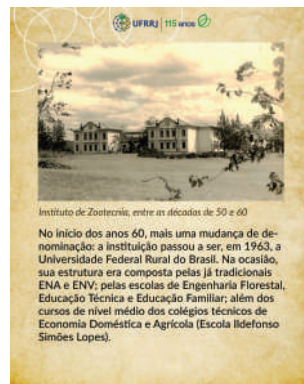 UFRRJ 115 anos
Instituto de Zootecnia, entre as décadas de 50 e 60
No início dos anos 60, mais uma mudança de de-
nominação: a instituição passou a ser, em 1963, a
Universidade Federal Rural do Brasil. Na ocasião,
sua estrutura era composta pelas já tradicionais
ENA e ENV; pelas escolas de Engenharia Florestal,
Educação Técnica e Educação Familiar; além dos
cursos de nível médio dos colégios técnicos de
Economia Doméstica e Agrícola (Escola Ildefonso
Simões Lopes).